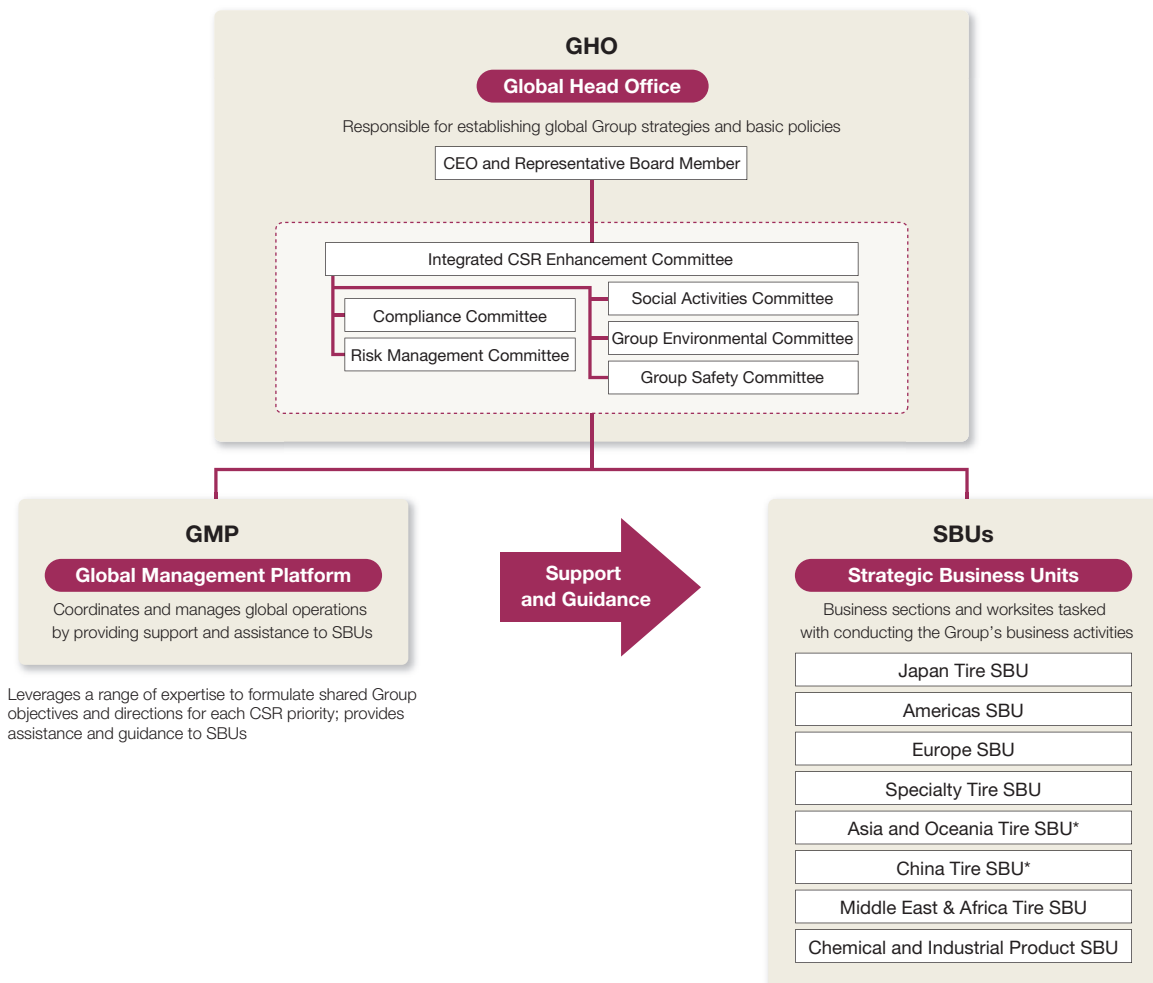 GHO
Global Head Office
Responsible for establishing global Group strategies and basic policies
CEO and Representative Board Member
Integrated CSR Enhancement Committee
Compliance Committee
Risk Management Committee
Social Activities Committee
Group Environmental Committee
Group Safety Committee
GMP
Global Management Platform
Coordinates and manages global operations
by providing support and assistance to SBUs
Leverages a range of expertise to formulate shared Group
objectives and directions for each CSR priority; provides
assistance and guidance to SBUs
Support
and Guidance
SBUs
Strategic Business Units
Business sections and worksites tasked
with conducting the Group's business activities
Japan Tire SBU
Americas SBU
Europe SBU
Specialty Tire SBU
Asia and Oceania Tire SBU*
China Tire SBU*
Middle East & Africa Tire SBU
Chemical and Industrial Product SBU